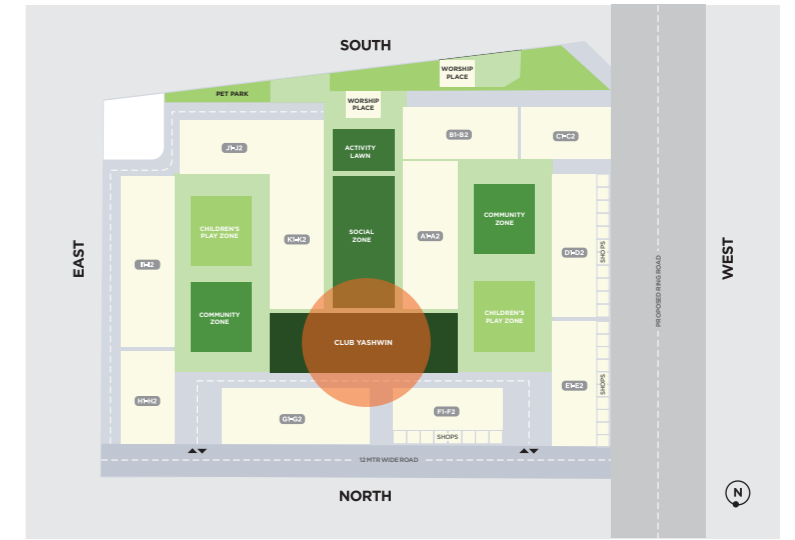 SOUTH
WORSHIP
PLACE
PET PARK
WORSHIP
PLACE
B1-B2
C1-C2
J1-J2
ACTIVITY
LAWN
CHILDREN'S
PLAY ZONE
K1-K2
SOCIAL
ZONE
A1-A2
COMMUNITY
ZONE
D1-D2
SHOPS
EAST
WEST
PROPOSED RING ROAD
COMMUNITY
ZONE
CHILDREN'S
PLAY ZONE
CLUB YASHWIN
E1-E2
SHOPS
H1-H2
G1-G2
F1-F2
SHOPS
12 MTR WIDE ROAD
NORTH
N